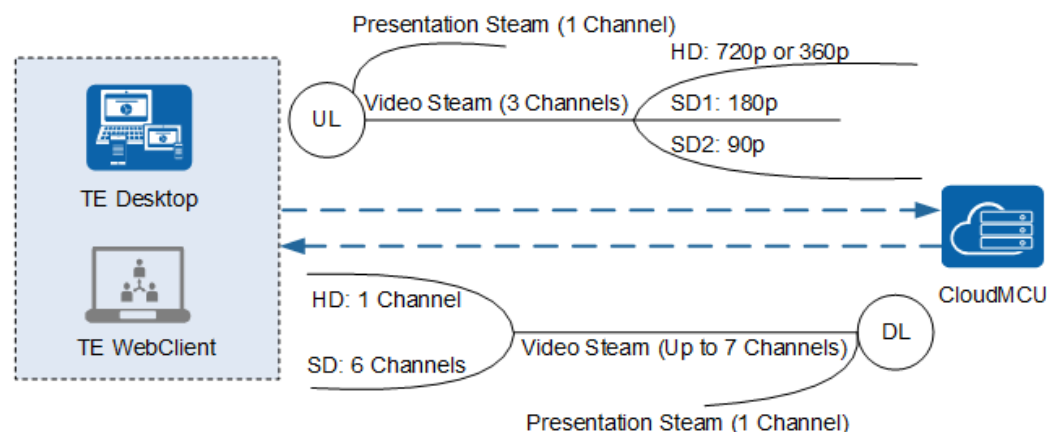 Presentation Steam (1 Channel)
HD: 720p or 360p
UL
Video Steam (3 Channels)
SD1: 180p
SD2: 90p
TE Desktop
CloudMCU
HD: 1 Channel
TE WebClient
Video Steam (Up to 7 Channels)
DL
SD: 6 Channels
Presentation Steam (1 Channel)